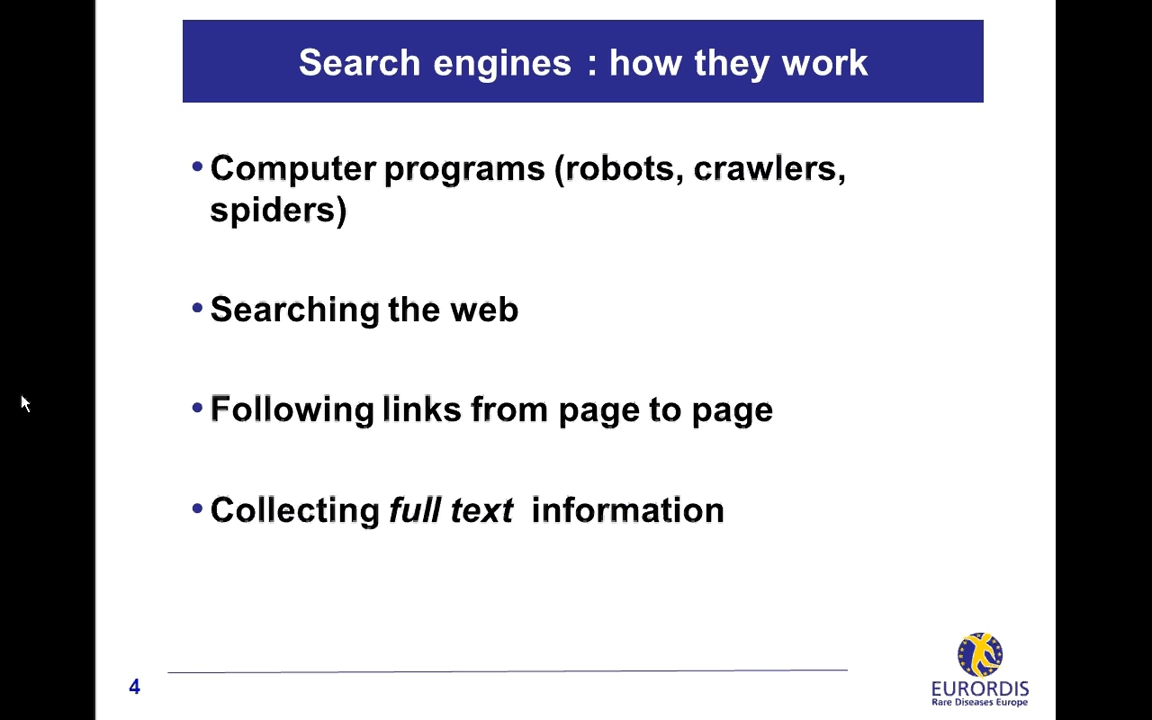 Search engines : how they work
• Computer programs (robots, crawlers,
spiders)
• Searching the web
• Following links from page to page
• Collecting full text information
4
EURORDIS
Rare Diseases Europe